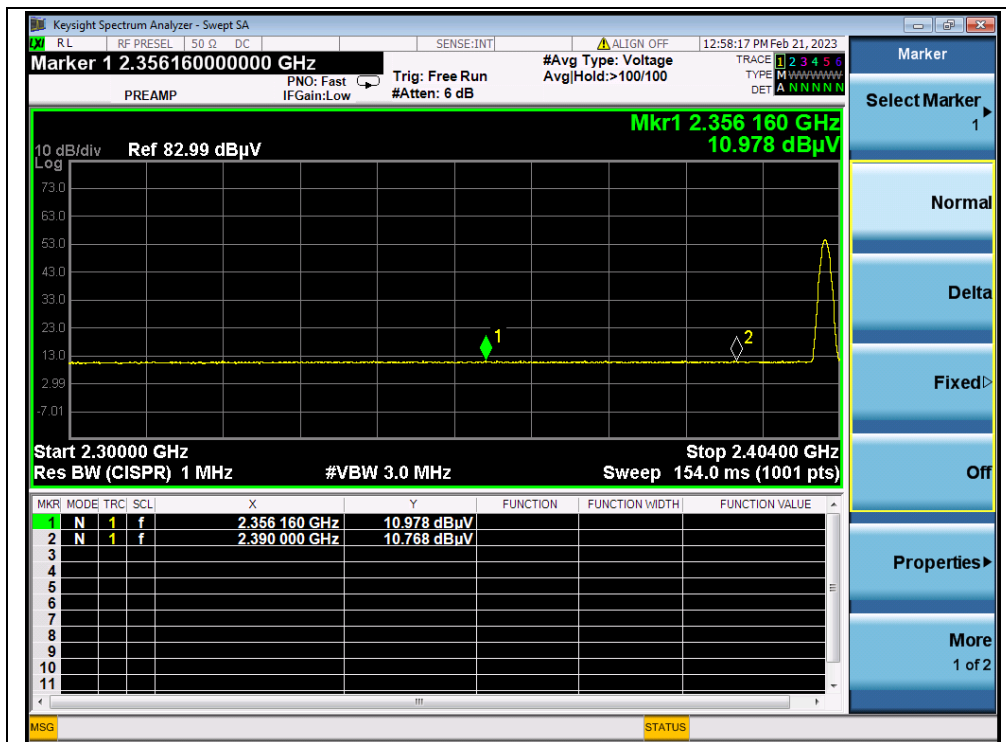 Keysight Spectrum Analyzer - Swept SA
LXI RL RF PRESEL 50 Ω DC SENSE:INT ALIGN OFF 12:58:17 PM Feb 21, 2023
Marker 1 2.356160000000 GHz
PREAMP
PNO: Fast
IFGain:Low
Trig: Free Run
#Atten: 6 dB
#Avg Type: Voltage
Avg|Hold:>100/100
TRACE 1 2 3 4 5 6
TYPE M WWWWW
DET A N N N N N
Mkr1 2.356 160 GHz
10.978 dBµV
10 dB/div Ref 82.99 dBµV
Log
73.0
63.0
53.0
43.0
33.0
23.0
13.0
2.99
-7.01
1
2
Start 2.30000 GHz Stop 2.40400 GHz
Res BW (CISPR) 1 MHz #VBW 3.0 MHz Sweep 154.0 ms (1001 pts)
MKR MODE TRC SCL X Y FUNCTION FUNCTION WIDTH FUNCTION VALUE
1 N 1 f 2.356 160 GHz 10.978 dBµV
2 N 1 f 2.390 000 GHz 10.768 dBµV
3
4
5
6
7
8
9
10
11
MSG STATUS
Marker
Select Marker
1
Normal
Delta
Fixed
Off
Properties
More
1 of 2